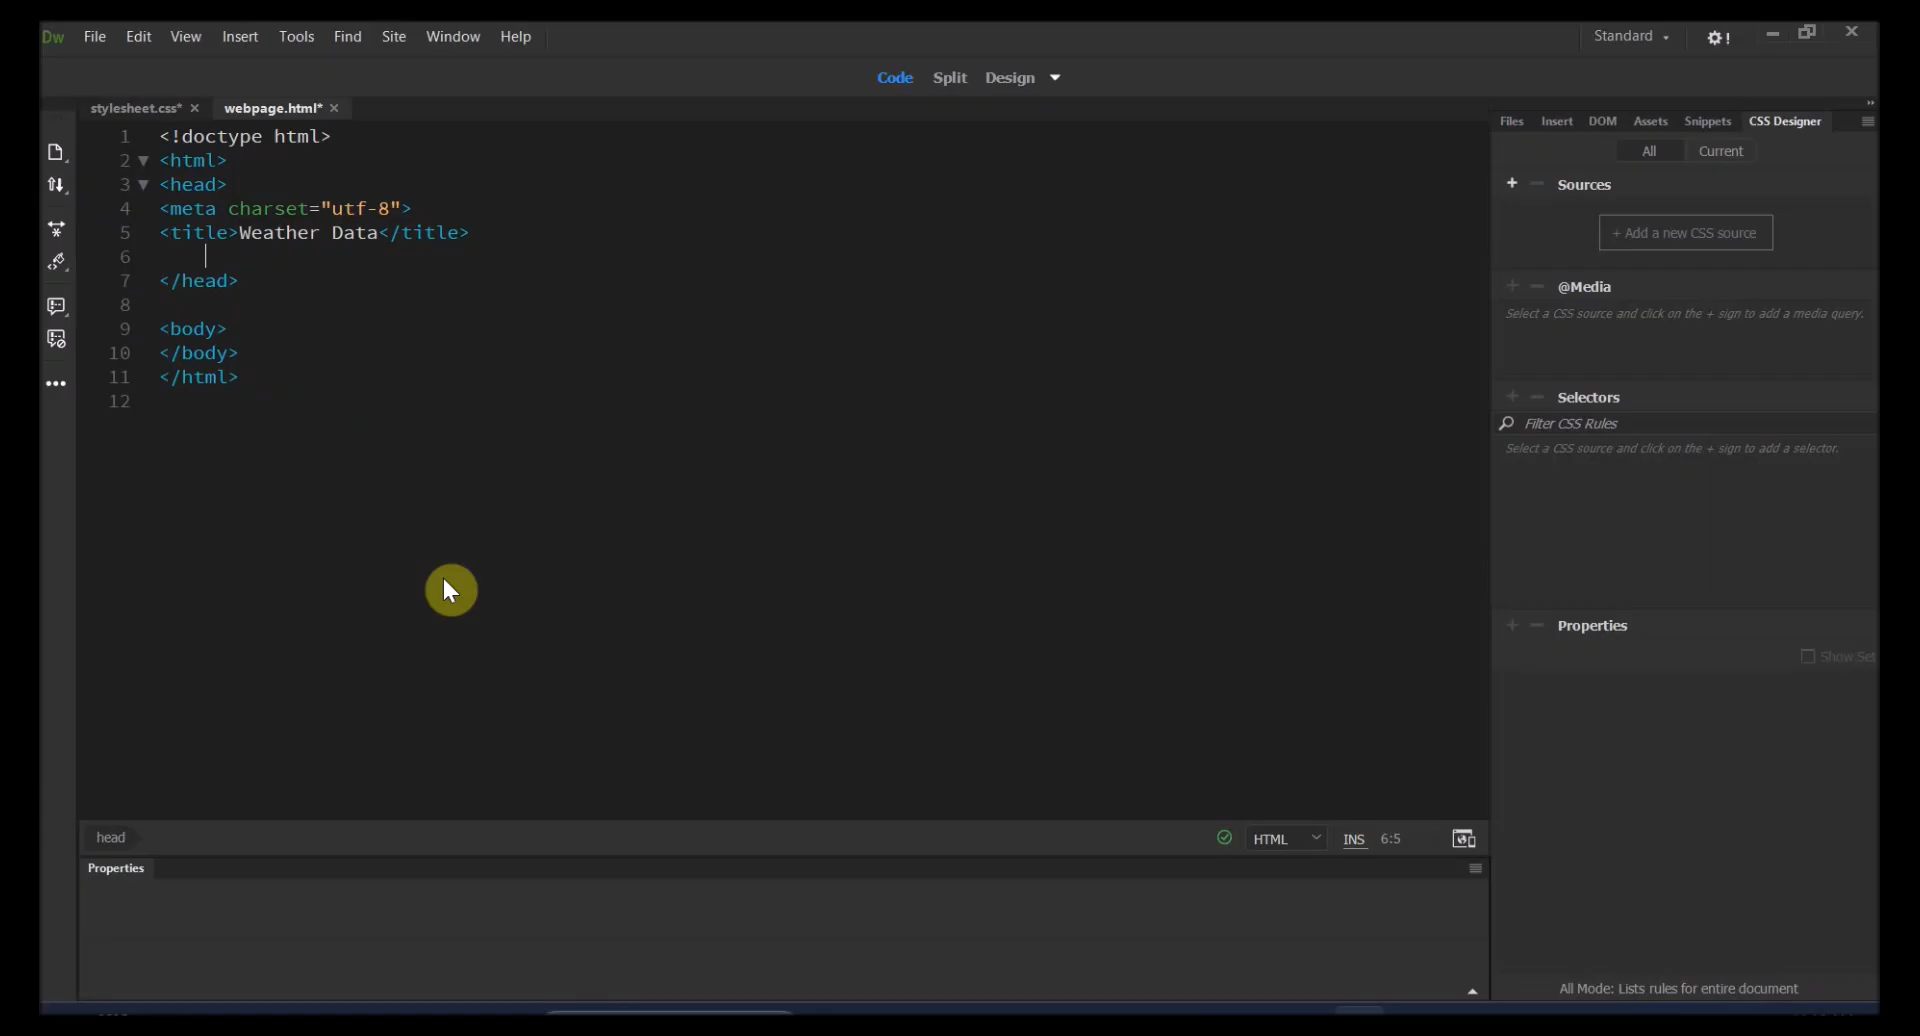 Dw File Edit View Insert Tools Find Site Window Help Standard !
Code Split Design
stylesheet.css* webpage.html*
1 <!doctype html>
2 <html>
3 <head>
4 <meta charset="utf-8">
5 <title>Weather Data</title>
6
7 </head>
8
9 <body>
10 </body>
11 </html>
12
Files Insert DOM Assets Snippets CSS Designer
All Current
+ Sources
+ Add a new CSS source
@Media
Select a CSS source and click on the + sign to add a media query.
Selectors
Filter CSS Rules
Select a CSS source and click on the + sign to add a selector.
Properties
Show Set
head HTML INS 6:5
Properties
All Mode: Lists rules for entire document